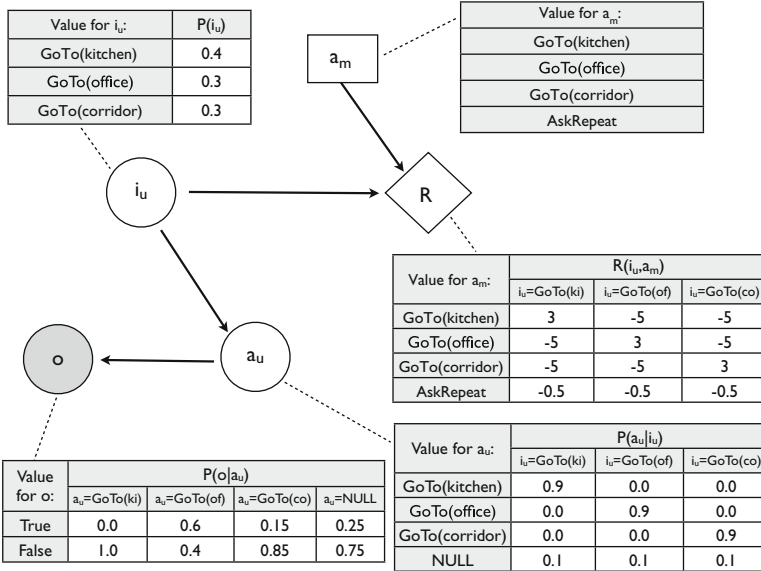 Value for iu: P(iu)
GoTo(kitchen) 0.4
GoTo(office) 0.3
GoTo(corridor) 0.3
am
Value for am:
GoTo(kitchen)
GoTo(office)
GoTo(corridor)
AskRepeat
iu
R
Value for am: R(iu,am)
iu=GoTo(ki) iu=GoTo(of) iu=GoTo(co)
GoTo(kitchen) 3 -5 -5
GoTo(office) -5 3 -5
GoTo(corridor) -5 -5 3
AskRepeat -0.5 -0.5 -0.5
o
au
Value for o: P(o|au)
au=GoTo(ki) au=GoTo(of) au=GoTo(co) au=NULL
True 0.0 0.6 0.15 0.25
False 1.0 0.4 0.85 0.75
Value for au: P(au|iu)
iu=GoTo(ki) iu=GoTo(of) iu=GoTo(co)
GoTo(kitchen) 0.9 0.0 0.0
GoTo(office) 0.0 0.9 0.0
GoTo(corridor) 0.0 0.0 0.9
NULL 0.1 0.1 0.1